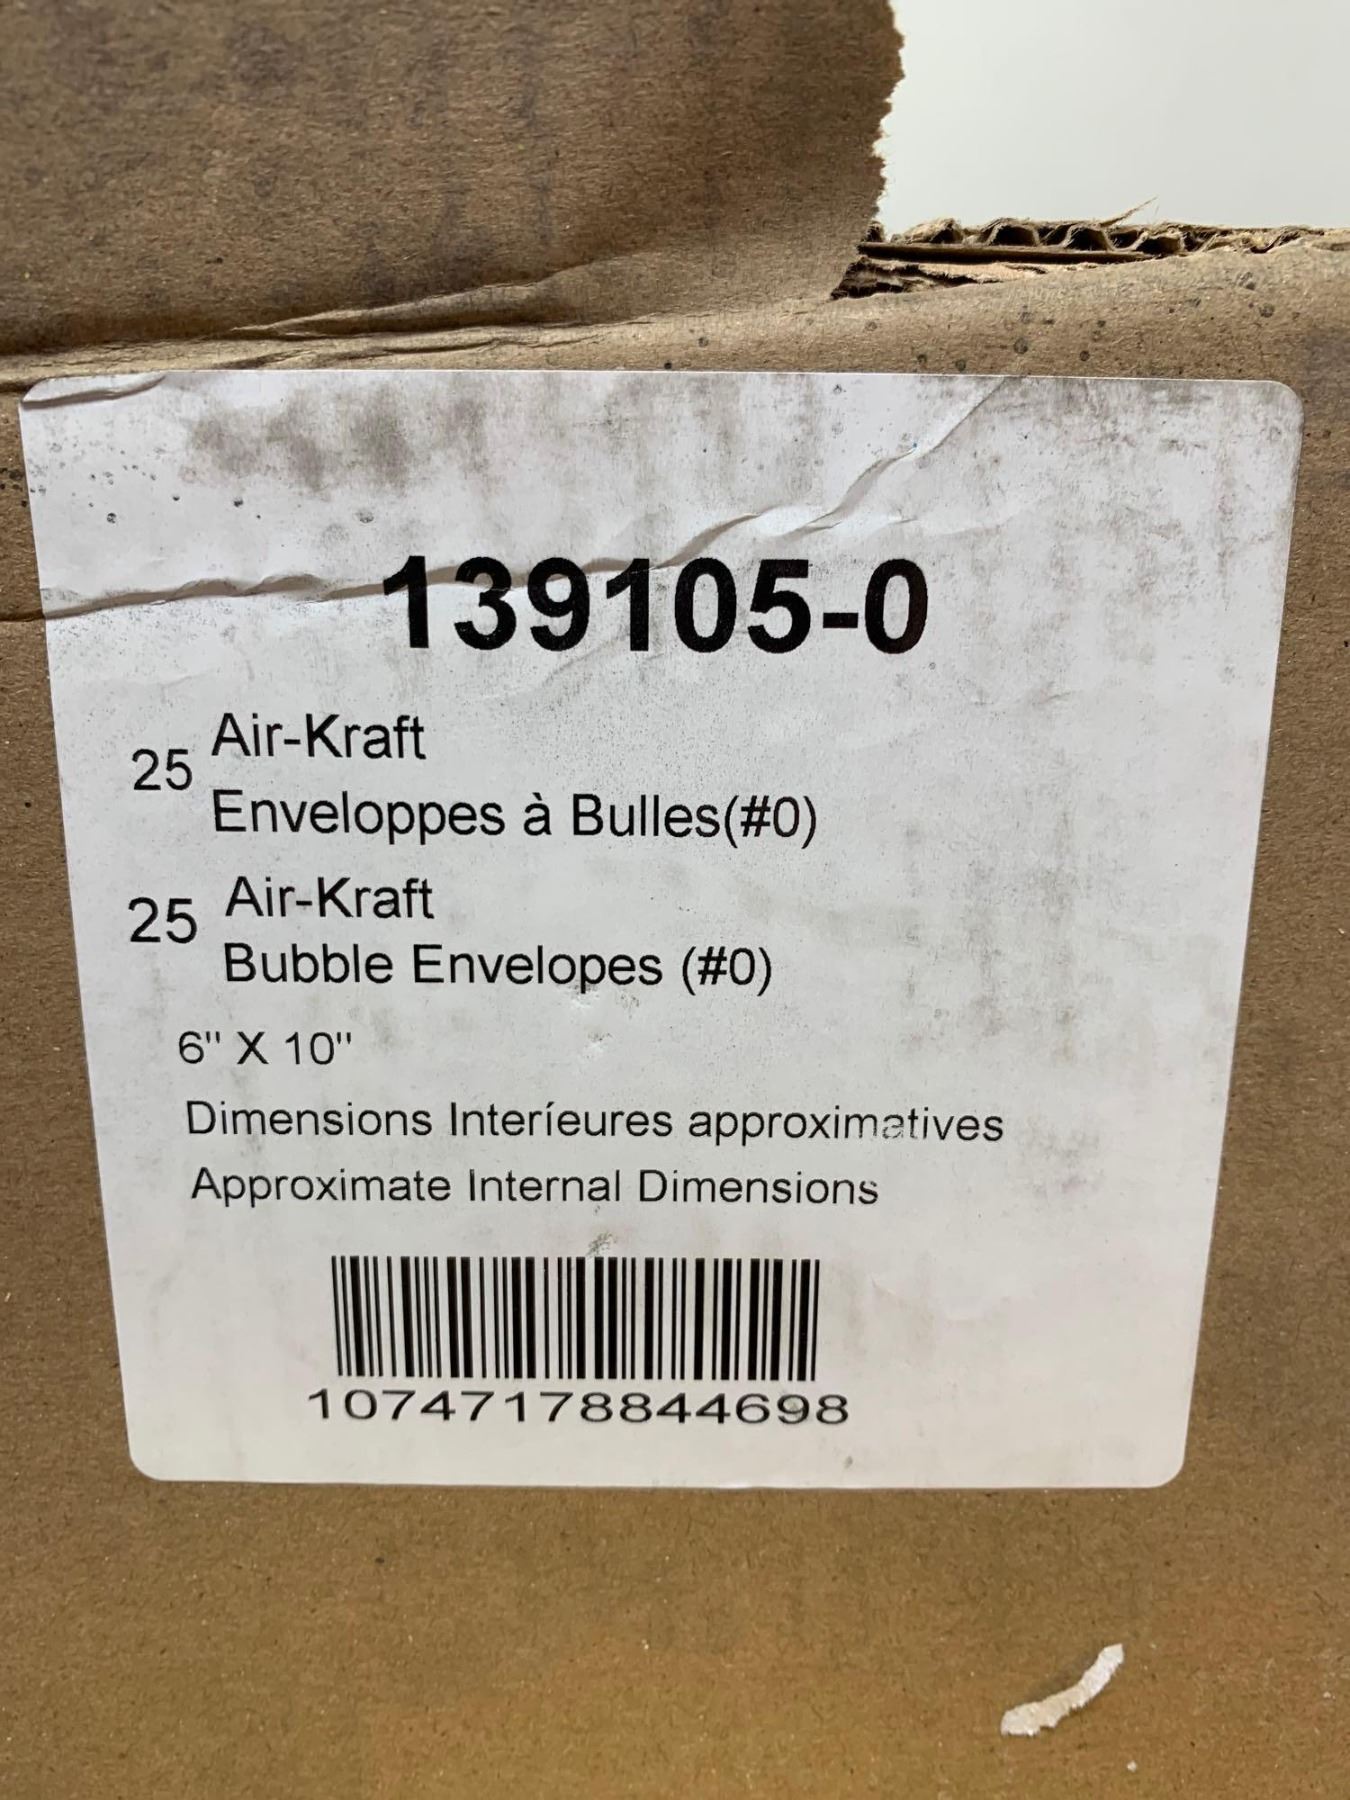 139105-0
25 Air-Kraft
Enveloppes à Bulles(#0)
25 Air-Kraft
Bubble Envelopes (#0)
6" X 10"
Dimensions Interíeures approximatives
Approximate Internal Dimensions
10747178844698